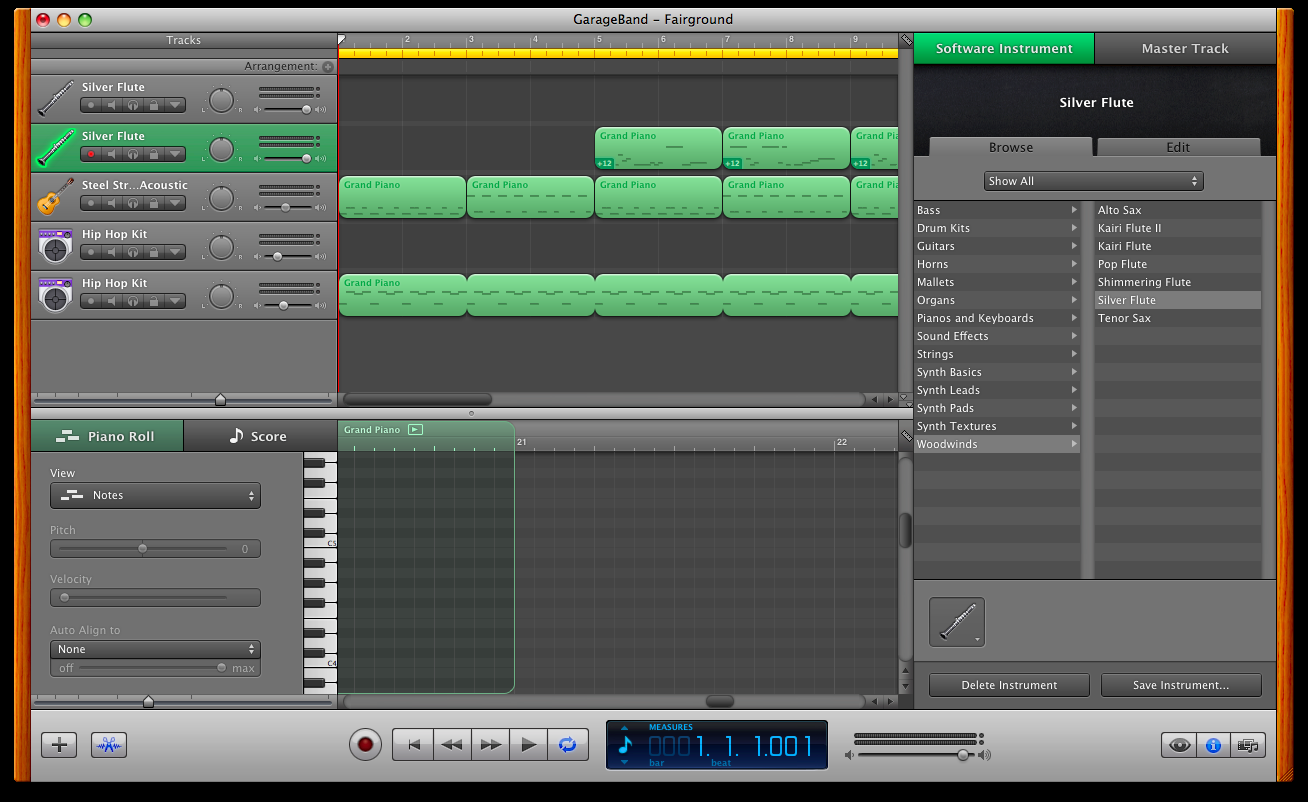 GarageBand – Fairground
Tracks
2 3 4 5 6 7 8 9
Arrangement:
Silver Flute
L R
Silver Flute
L R
Grand Piano Grand Piano Grand Pi
+12 +12 +12
Steel Str...Acoustic
L R
Grand Piano Grand Piano Grand Piano Grand Piano Grand Pi
Hip Hop Kit
L R
Hip Hop Kit
L R
Grand Piano
Software Instrument Master Track
Silver Flute
Browse Edit
Show All
Bass Alto Sax
Drum Kits Kairi Flute II
Guitars Kairi Flute
Horns Pop Flute
Mallets Shimmering Flute
Organs Silver Flute
Pianos and Keyboards Tenor Sax
Sound Effects
Strings
Synth Basics
Synth Leads
Synth Pads
Synth Textures
Woodwinds
Piano Roll Score
Grand Piano
21 22
View
Notes
Pitch
0
Velocity
Auto Align to
None
off max
C5
C4
Delete Instrument Save Instrument...
MEASURES
0001. 1. 1.001
bar beat